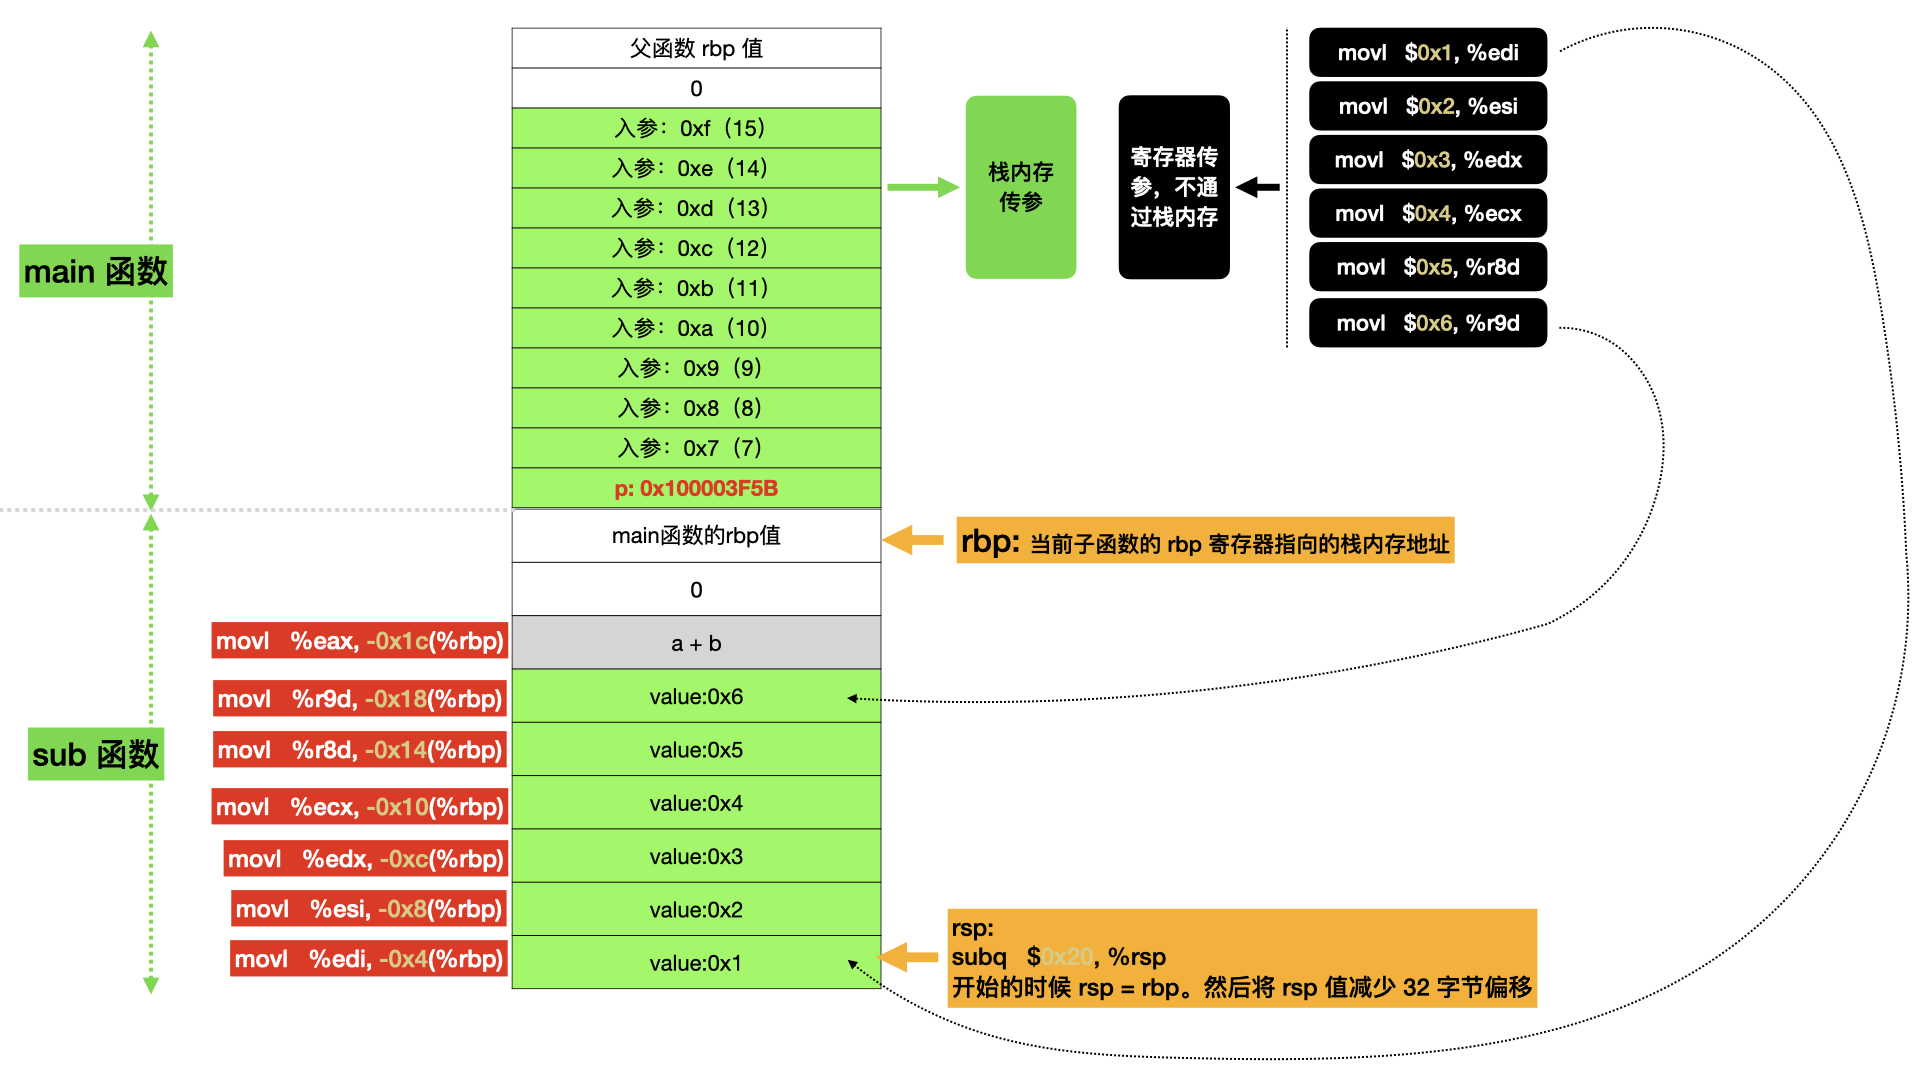 main 函数
父函数 rbp 值
0
入参：0xf（15）
入参：0xe（14）
入参：0xd（13）
入参：0xc（12）
入参：0xb（11）
入参：0xa（10）
入参：0x9（9）
入参：0x8（8）
入参：0x7（7）
p: 0x100003F5B
栈内存
传参
寄存器传
参，不通
过栈内存
movl $0x1, %edi
movl $0x2, %esi
movl $0x3, %edx
movl $0x4, %ecx
movl $0x5, %r8d
movl $0x6, %r9d
sub 函数
main函数的rbp值
rbp: 当前子函数的 rbp 寄存器指向的栈内存地址
0
movl %eax, -0x1c(%rbp)
a + b
movl %r9d, -0x18(%rbp)
value:0x6
movl %r8d, -0x14(%rbp)
value:0x5
movl %ecx, -0x10(%rbp)
value:0x4
movl %edx, -0xc(%rbp)
value:0x3
movl %esi, -0x8(%rbp)
value:0x2
movl %edi, -0x4(%rbp)
value:0x1
rsp:
subq $0x20, %rsp
开始的时候 rsp = rbp。然后将 rsp 值减少 32 字节偏移